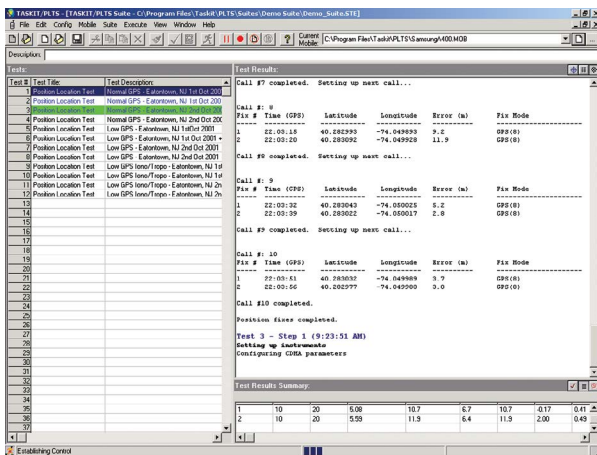 TASKIT/PLTS - [TASKIT/PLTS Suite - C:\Program Files\Taskit\PLTS\Suites\Demo Suite\Demo_Suite.STE]
File Edit Config Mobile Suite Execute View Window Help
Current Mobile: C:\Program Files\Taskit\PLTS\Samsung\A400.MOB
Description:
Tests:
Test # Test Title: Test Description:
1 Position Location Test Normal GPS - Eatontown, NJ 1st Oct 200
2 Position Location Test Normal GPS - Eatontown, NJ 1st Oct 200
3 Position Location Test Normal GPS - Eatontown, NJ 2nd Oct 200
4 Position Location Test Normal GPS - Eatontown, NJ 2nd Oct 200
5 Position Location Test Low GPS - Eatontown, NJ 1st Oct 2001
6 Position Location Test Low GPS - Eatontown, NJ 1st Oct 2001 +
7 Position Location Test Low GPS - Eatontown, NJ 2nd Oct 2001
8 Position Location Test Low GPS - Eatontown, NJ 2nd Oct 2001
9 Position Location Test Low GPS Iono/Tropo - Eatontown, NJ 1st
10 Position Location Test Low GPS Iono/Tropo - Eatontown, NJ 1st
11 Position Location Test Low GPS Iono/Tropo - Eatontown, NJ 2n
12 Position Location Test Low GPS Iono/Tropo - Eatontown, NJ 2n
13
14
15
16
17
18
19
20
21
22
23
24
25
26
27
28
29
30
31
32
33
34
35
36
37
Test Results:
Call #7 completed. Setting up next call...
Call #: 8
Fix # Time (GPS) Latitude Longitude Error (m) Fix Mode
1 22:03:18 40.282993 -74.049893 9.2 GPS(8)
2 22:03:20 40.283092 -74.049928 11.9 GPS(8)
Call #8 completed. Setting up next call...
Call #: 9
Fix # Time (GPS) Latitude Longitude Error (m) Fix Mode
1 22:03:32 40.283043 -74.050025 5.2 GPS(8)
2 22:03:39 40.283022 -74.050017 2.8 GPS(8)
Call #9 completed. Setting up next call...
Call #: 10
Fix # Time (GPS) Latitude Longitude Error (m) Fix Mode
1 22:03:51 40.283032 -74.049989 3.7 GPS(8)
2 22:03:56 40.282977 -74.049980 3.0 GPS(8)
Call #10 completed.
Position fixes completed.
Test 3 - Step 1 (9:23:51 AM)
Setting up instruments
Configuring CDMA parameters
Test Results Summary:
1 10 20 5.08 10.7 6.7 10.7 -0.17 0.41
2 10 20 5.59 11.9 6.4 11.9 2.00 0.49
Establishing Control